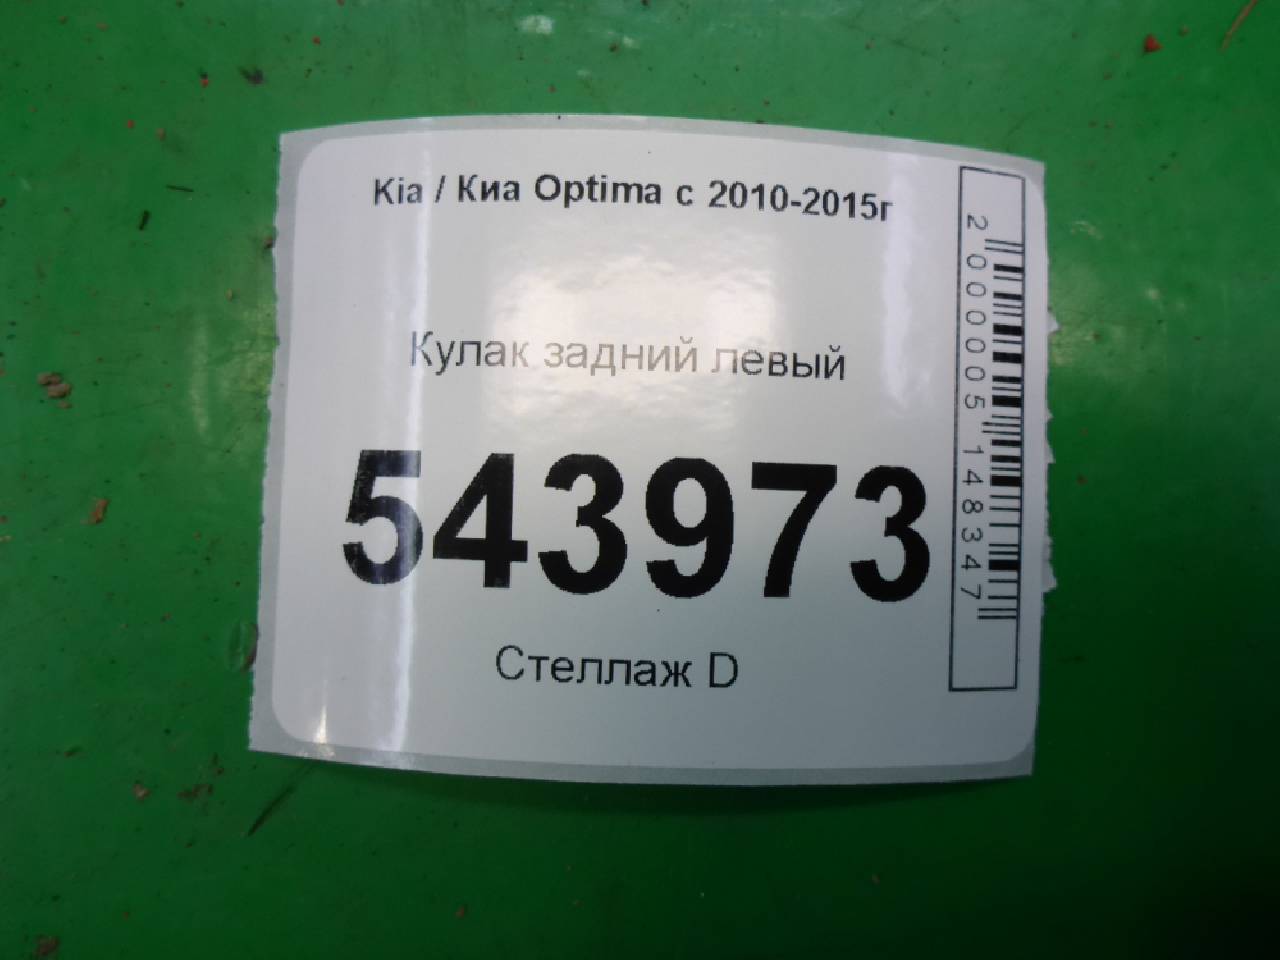 Kia / Киа Optima с 2010-2015г
Кулак задний левый
543973
Стеллаж D
2000005148347